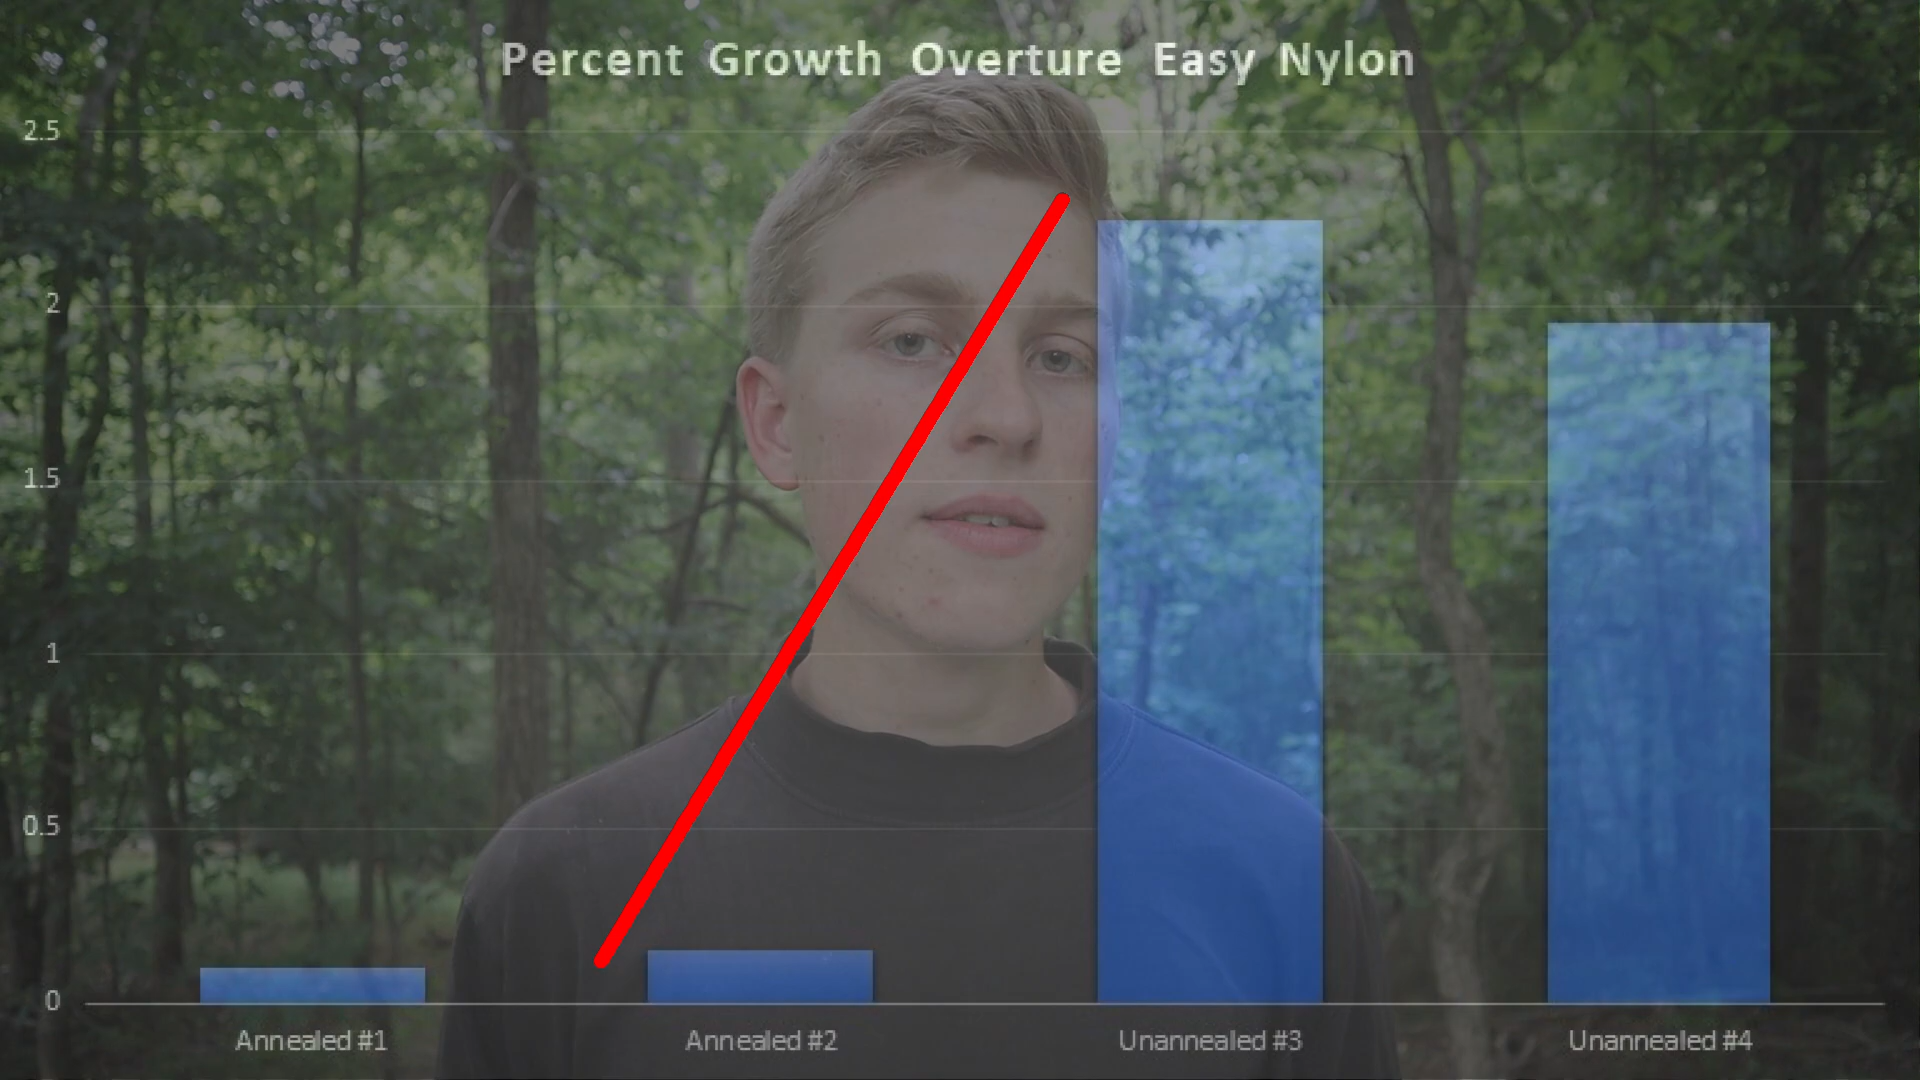 Percent Growth Overture Easy Nylon
2.5
2
1.5
1
0.5
0
Annealed #1
Annealed #2
Unannealed #3
Unannealed #4